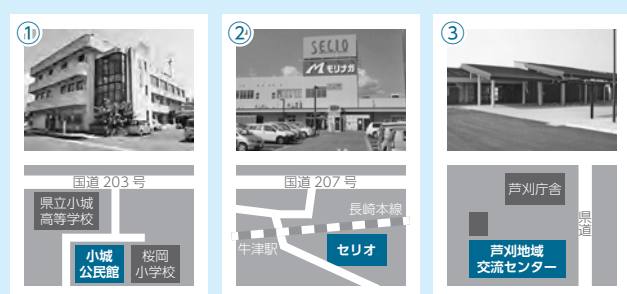 ①
国道 203 号
県立小城
高等学校
小城
公民館
桜岡
小学校
②
SECLO
M モリナガ
国道 207 号
長崎本線
牛津駅
セリオ
③
芦刈庁舎
県道
芦刈地域
交流センター